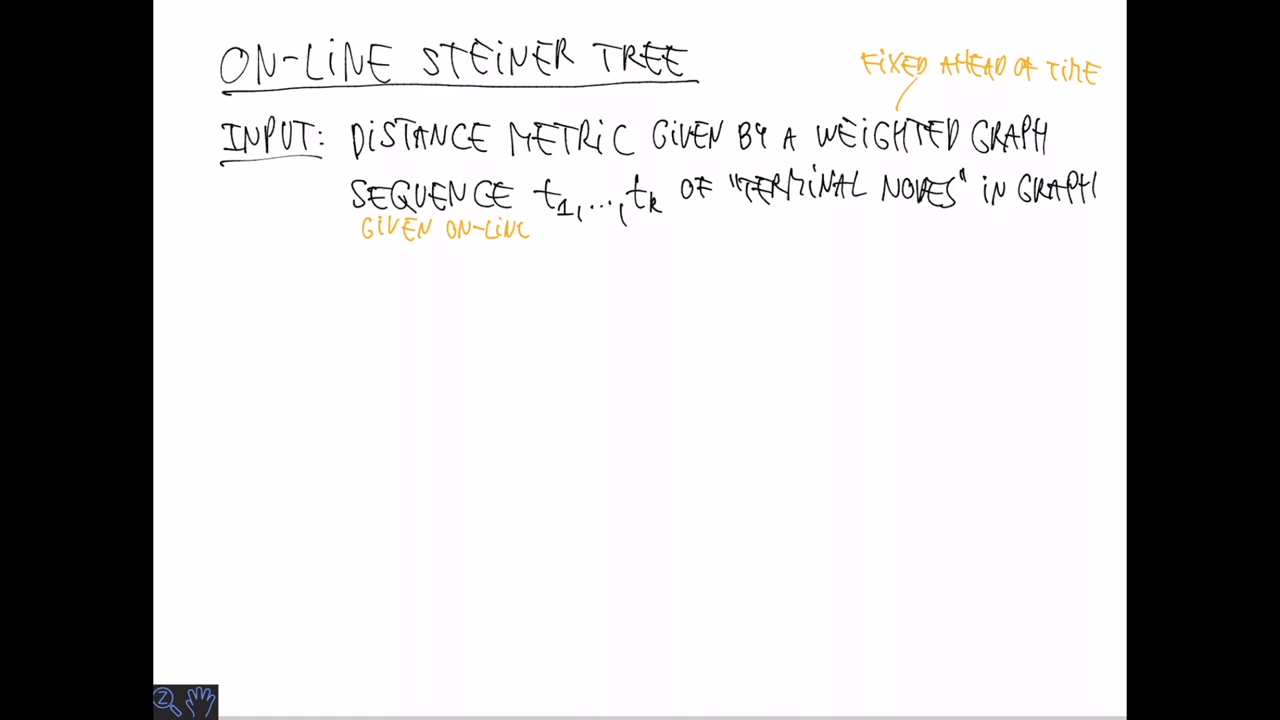 ON-LINE STEINER TREE
FIXED AHEAD OF TIME
INPUT: DISTANCE METRIC GIVEN BY A WEIGHTED GRAPH
SEQUENCE t₁,...,tₖ OF "TERMINAL NODES" IN GRAPH
GIVEN ON-LINE
Z